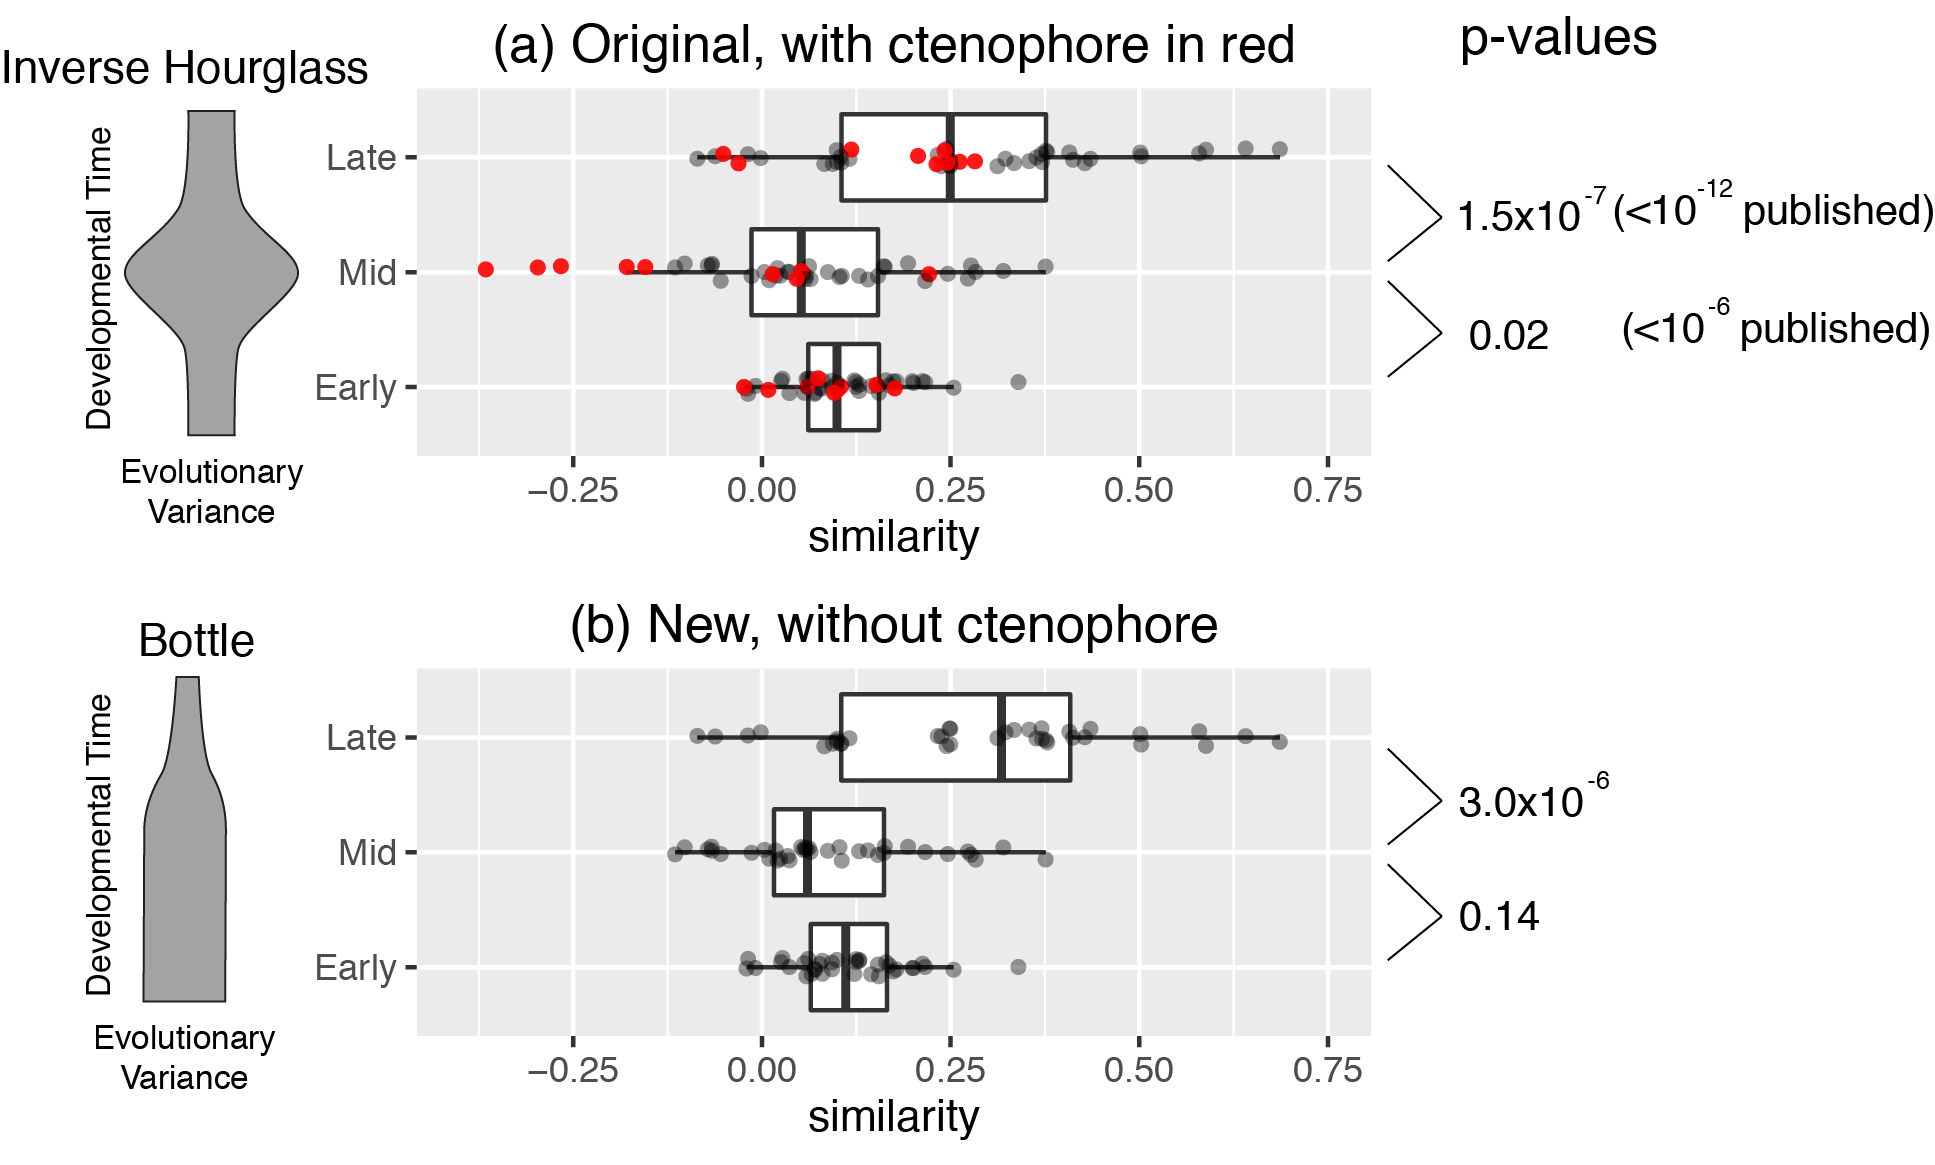 Inverse Hourglass
(a) Original, with ctenophore in red
p-values
Developmental Time
Evolutionary
Variance
Late
Mid
Early
−0.25 0.00 0.25 0.50 0.75
similarity
1.5x10-7 (<10-12 published)
0.02 (<10-6 published)
Bottle
(b) New, without ctenophore
Developmental Time
Evolutionary
Variance
Late
Mid
Early
−0.25 0.00 0.25 0.50 0.75
similarity
3.0x10-6
0.14